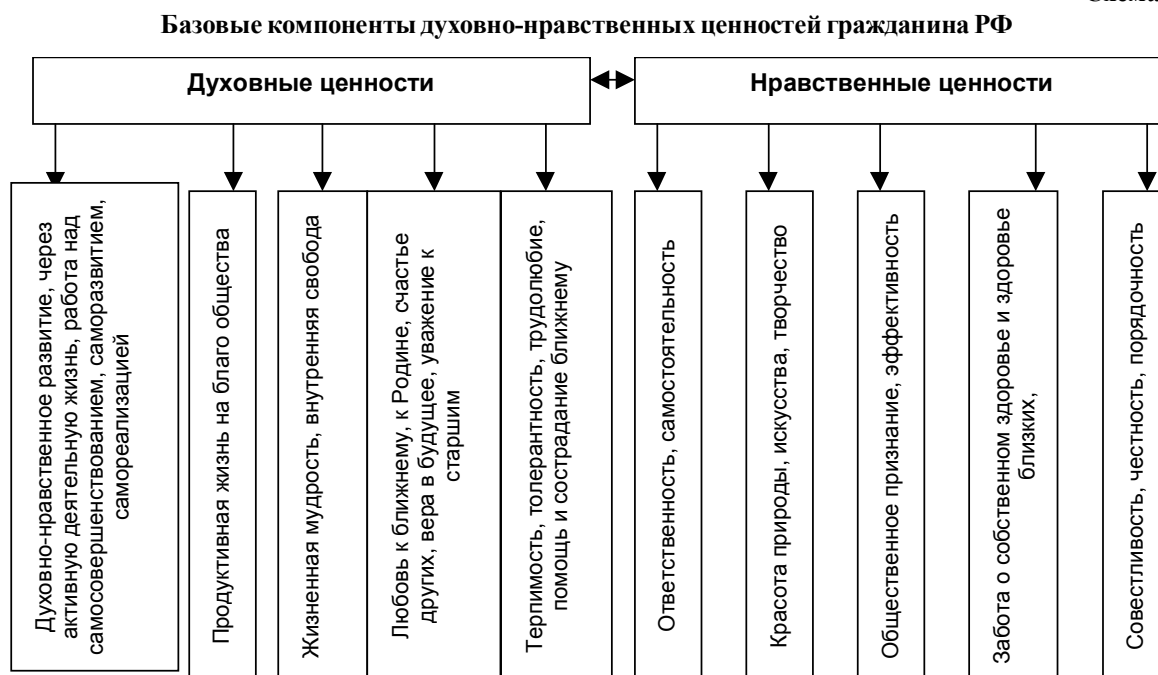 Базовые компоненты духовно-нравственных ценностей гражданина РФ
Духовные ценности
Нравственные ценности
Духовно-нравственное развитие, через
активную деятельную жизнь, работа над
самосовершенствованием, саморазвитием,
самореализацией
Продуктивная жизнь на благо общества
Жизненная мудрость, внутренняя свобода
Любовь к ближнему, к Родине, счастье
других, вера в будущее, уважение к
старшим
Терпимость, толерантность, трудолюбие,
помощь и сострадание ближнему
Ответственность, самостоятельность
Красота природы, искусства, творчество
Общественное признание, эффективность
Забота о собственном здоровье и здоровье
близких,
Совестливость, честность, порядочность